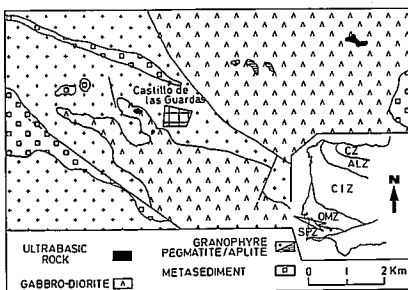 Castillo de
las Guardas
CZ
ALZ
CIZ
OMZ
SPZ
N
ULTRABASIC
ROCK
GABBRO-DIORITE
GRANOPHYRE
PEGMATITE/APLITE
METASEDIMENT
0 1 2 Km